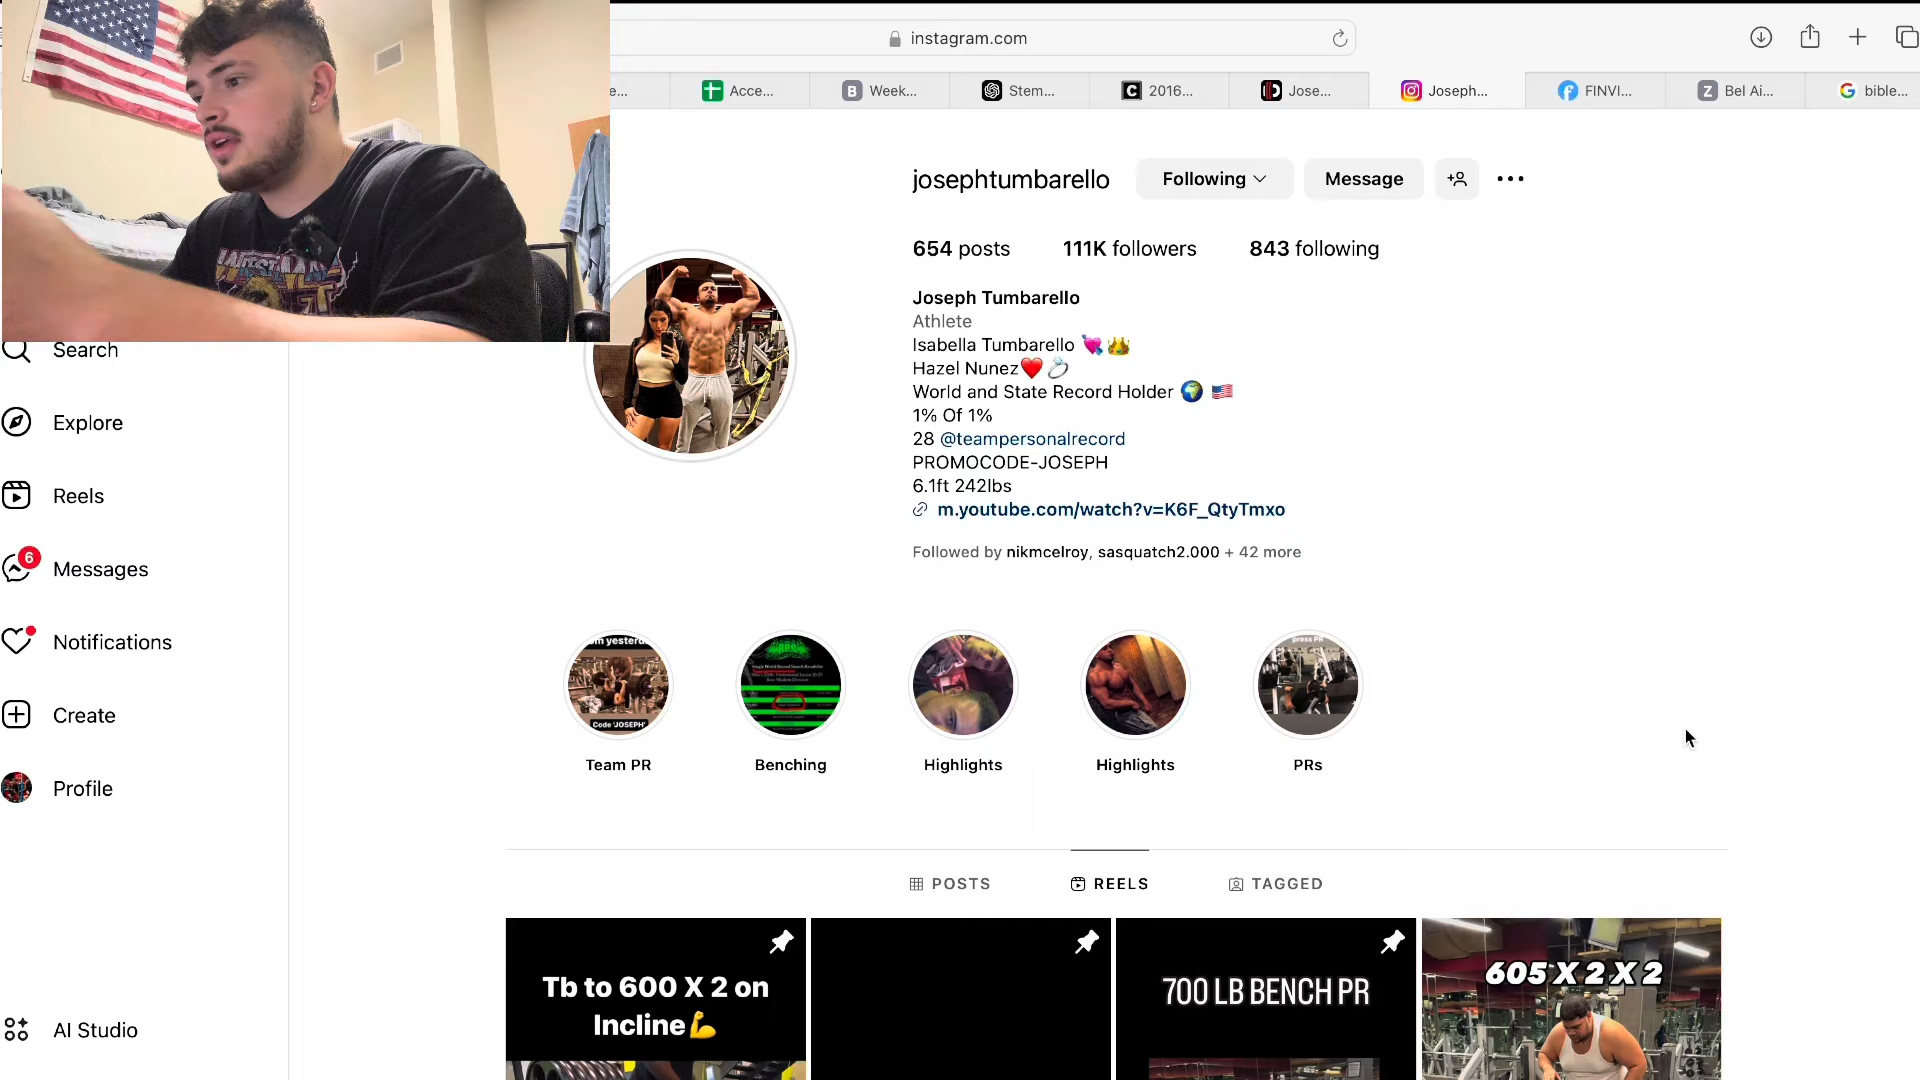 instagram.com
e...
Acce...
Week...
Stem...
2016...
Jose...
Joseph...
FINVI...
Bel Ai...
bible...
josephtumbarello
Following
Message
654 posts
111K followers
843 following
Joseph Tumbarello
Athlete
Isabella Tumbarello 💘👑
Hazel Nunez❤️💍
World and State Record Holder 🌍 🇺🇸
1% Of 1%
28 @teampersonalrecord
PROMOCODE-JOSEPH
6.1ft 242lbs
m.youtube.com/watch?v=K6F_QtyTmxo
Followed by nikmcelroy, sasquatch2.000 + 42 more
Search
Explore
Reels
6
Messages
Notifications
Create
Profile
AI Studio
Code 'JOSEPH'
press PR
Team PR
Benching
Highlights
Highlights
PRs
POSTS
REELS
TAGGED
Tb to 600 X 2 on
Incline💪
700 LB BENCH PR
605 X 2 X 2